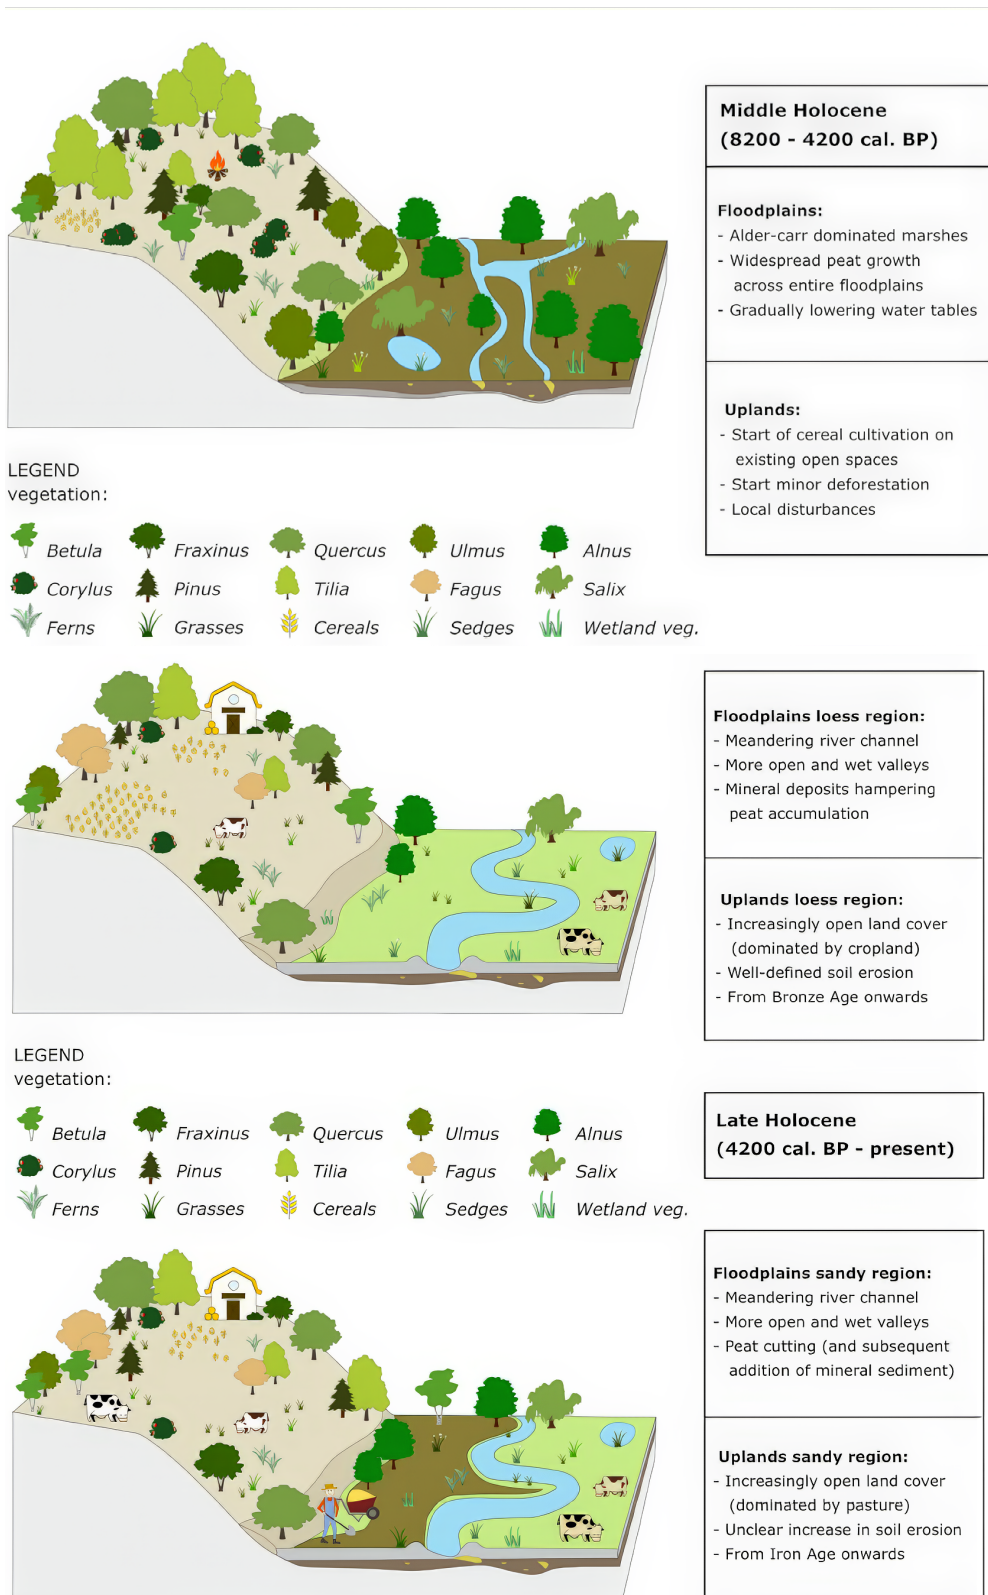 Middle Holocene
(8200 - 4200 cal. BP)
Floodplains:
- Alder-carr dominated marshes
- Widespread peat growth
across entire floodplains
- Gradually lowering water tables
Uplands:
- Start of cereal cultivation on
existing open spaces
- Start minor deforestation
- Local disturbances
LEGEND
vegetation:
Betula Fraxinus Quercus Ulmus Alnus
Corylus Pinus Tilia Fagus Salix
Ferns Grasses Cereals Sedges Wetland veg.
Floodplains loess region:
- Meandering river channel
- More open and wet valleys
- Mineral deposits hampering
peat accumulation
Uplands loess region:
- Increasingly open land cover
(dominated by cropland)
- Well-defined soil erosion
- From Bronze Age onwards
LEGEND
vegetation:
Betula Fraxinus Quercus Ulmus Alnus
Corylus Pinus Tilia Fagus Salix
Ferns Grasses Cereals Sedges Wetland veg.
Late Holocene
(4200 cal. BP - present)
Floodplains sandy region:
- Meandering river channel
- More open and wet valleys
- Peat cutting (and subsequent
addition of mineral sediment)
Uplands sandy region:
- Increasingly open land cover
(dominated by pasture)
- Unclear increase in soil erosion
- From Iron Age onwards